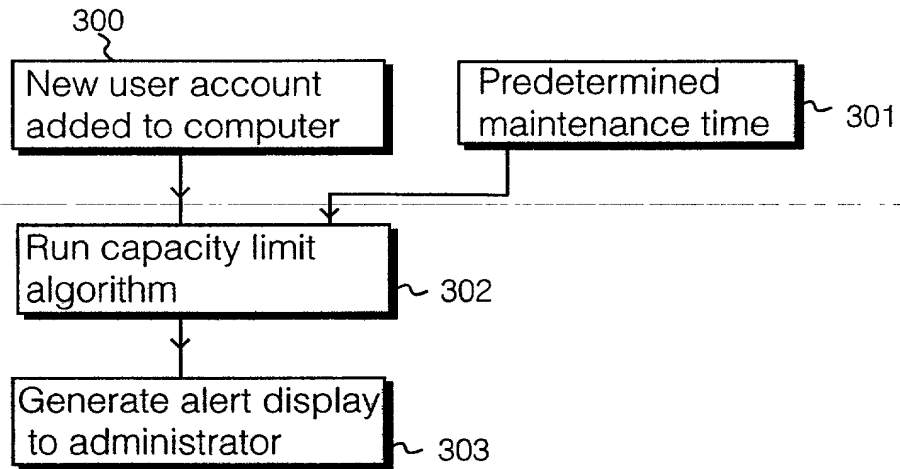 300
New user account
added to computer
Predetermined
maintenance time
301
Run capacity limit
algorithm
302
Generate alert display
to administrator
303